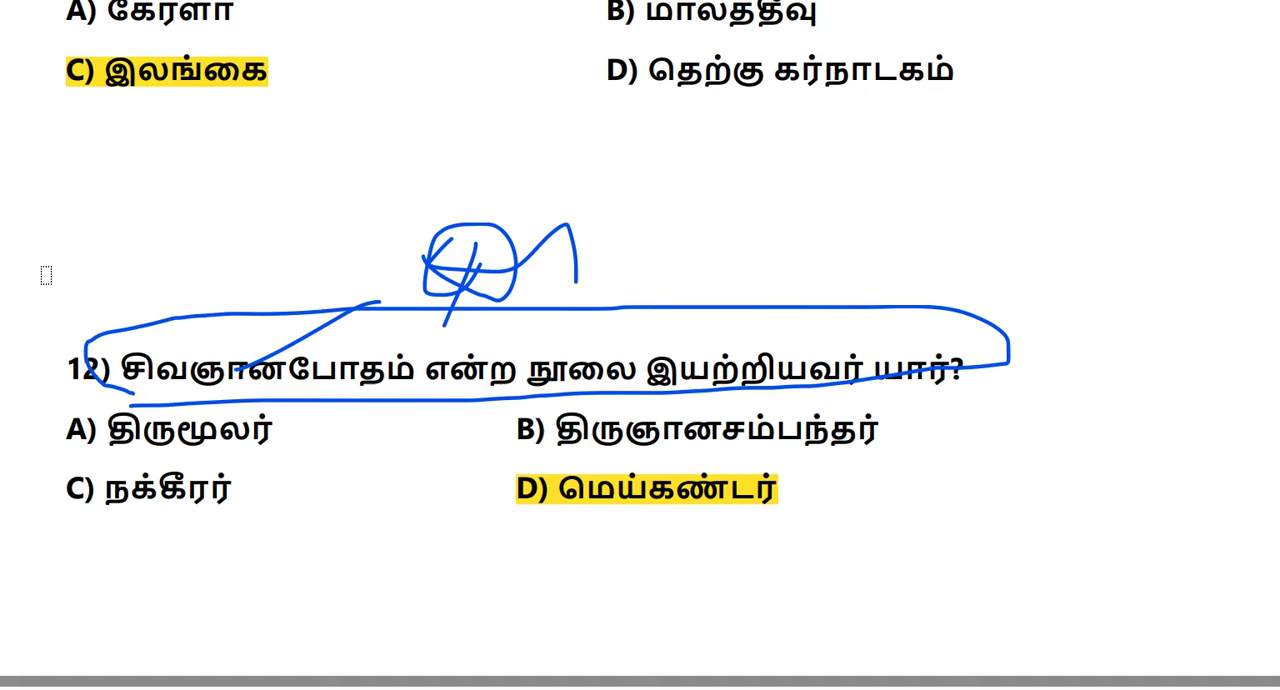 A) கேரளா B) மாலத்தீவு
C) இலங்கை D) தெற்கு கர்நாடகம்
12) சிவஞானபோதம் என்ற நூலை இயற்றியவர் யார்?
A) திருமூலர் B) திருஞானசம்பந்தர்
C) நக்கீரர் D) மெய்கண்டர்